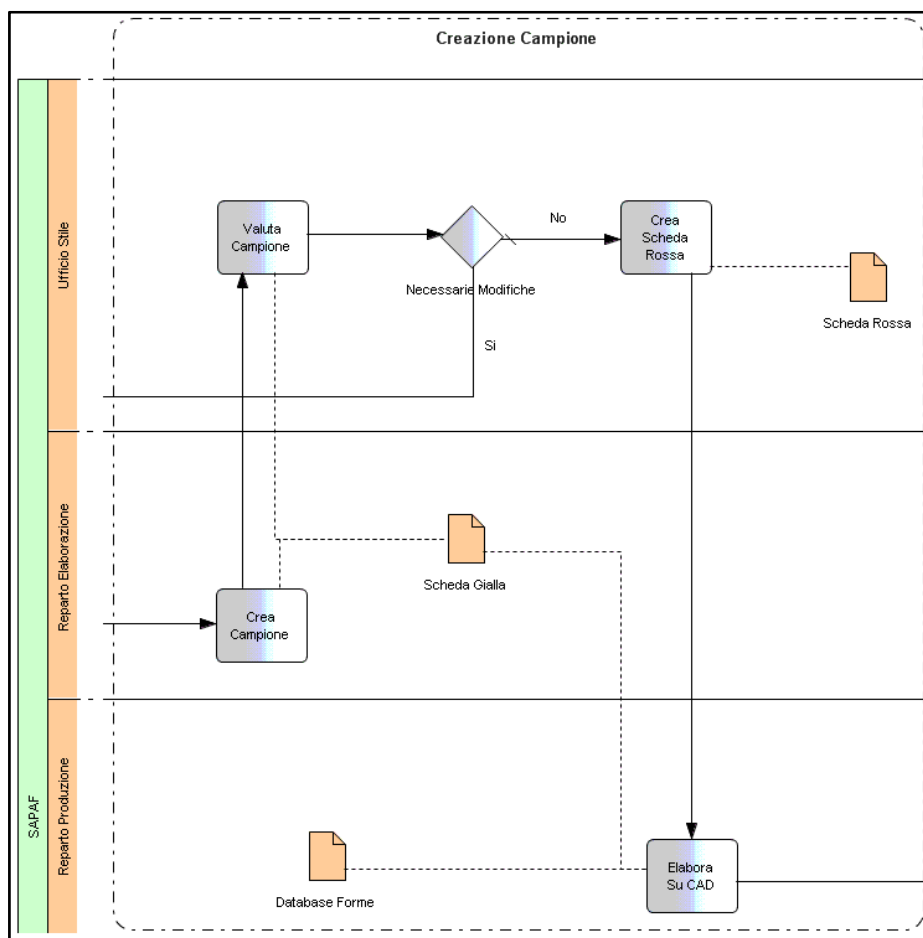 Creazione Campione
SAPAF
Ufficio Stile
Valuta
Campione
Necessarie Modifiche
No
Si
Crea
Scheda
Rossa
Scheda Rossa
Reparto Elaborazione
Crea
Campione
Scheda Gialla
Reparto Produzione
Database Forme
Elabora
Su CAD